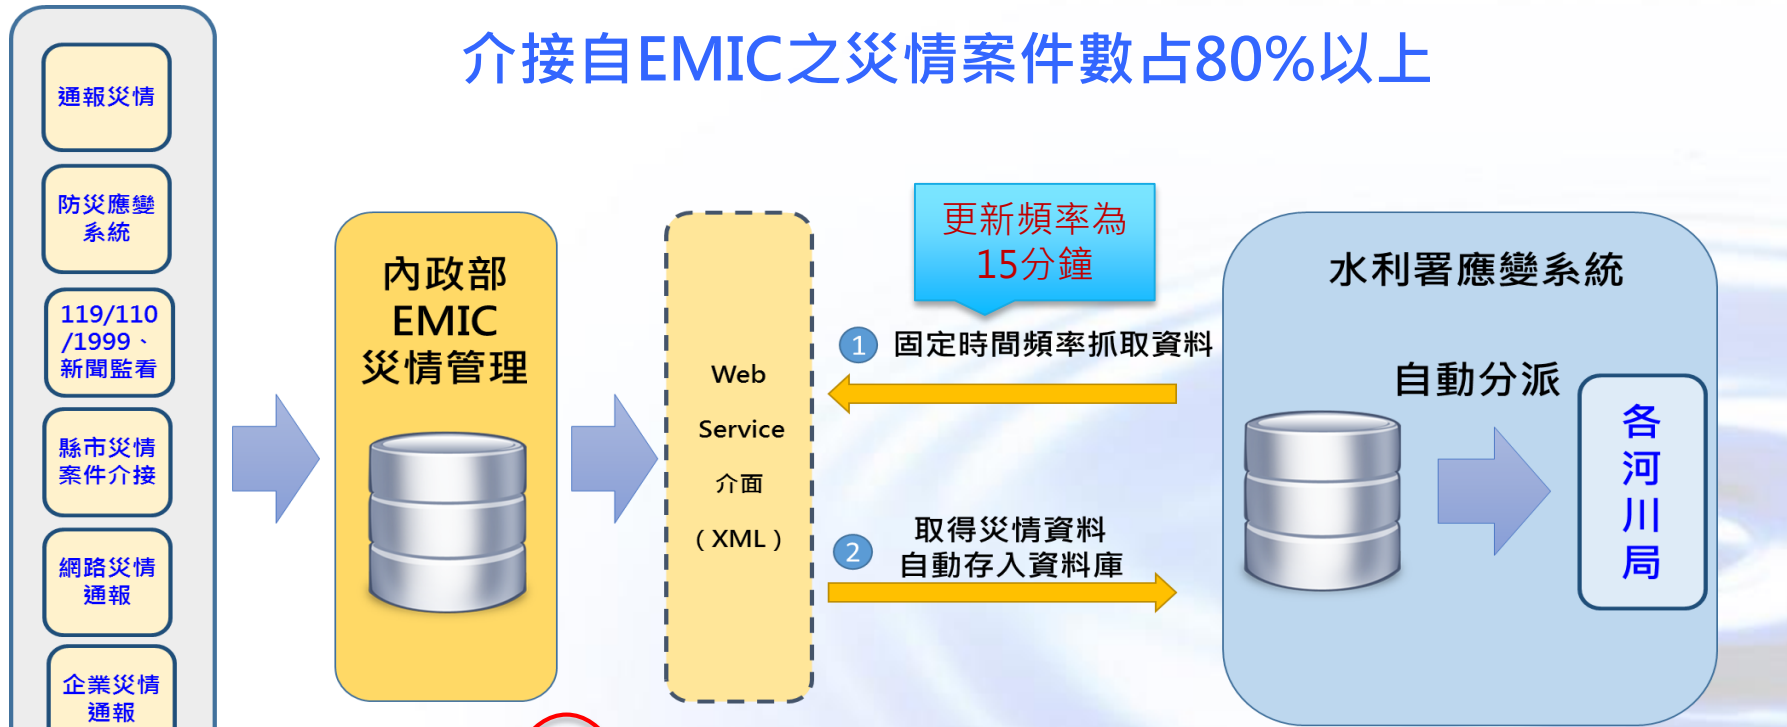 介接自EMIC之災情案件數占80%以上
通報災情
防災應變
系統
119/110
/1999、
新聞監看
縣市災情
案件介接
網路災情
通報
企業災情
通報
內政部
EMIC
災情管理
Web
Service
介面
（XML）
更新頻率為
15分鐘
1 固定時間頻率抓取資料
2 取得災情資料
自動存入資料庫
水利署應變系統
自動分派
各
河
川
局